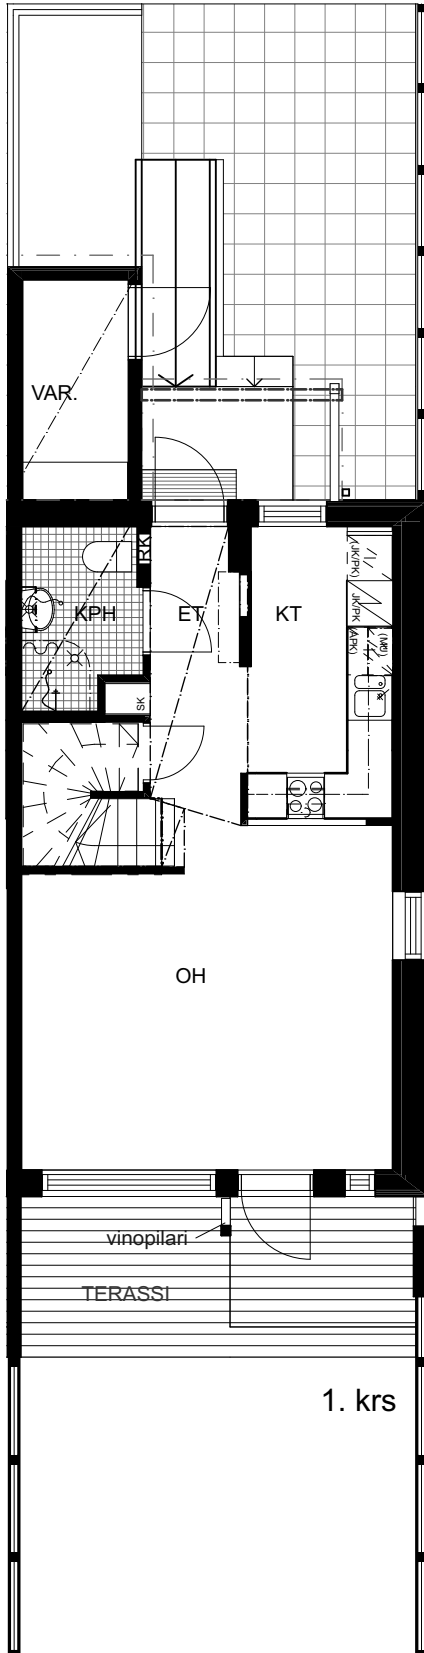 VAR.
RK
JK/PK)
KPH
ET
KT
JK/PK
(APK)
(MU)
SK
OH
vinopilari
TERASSI
1. krs